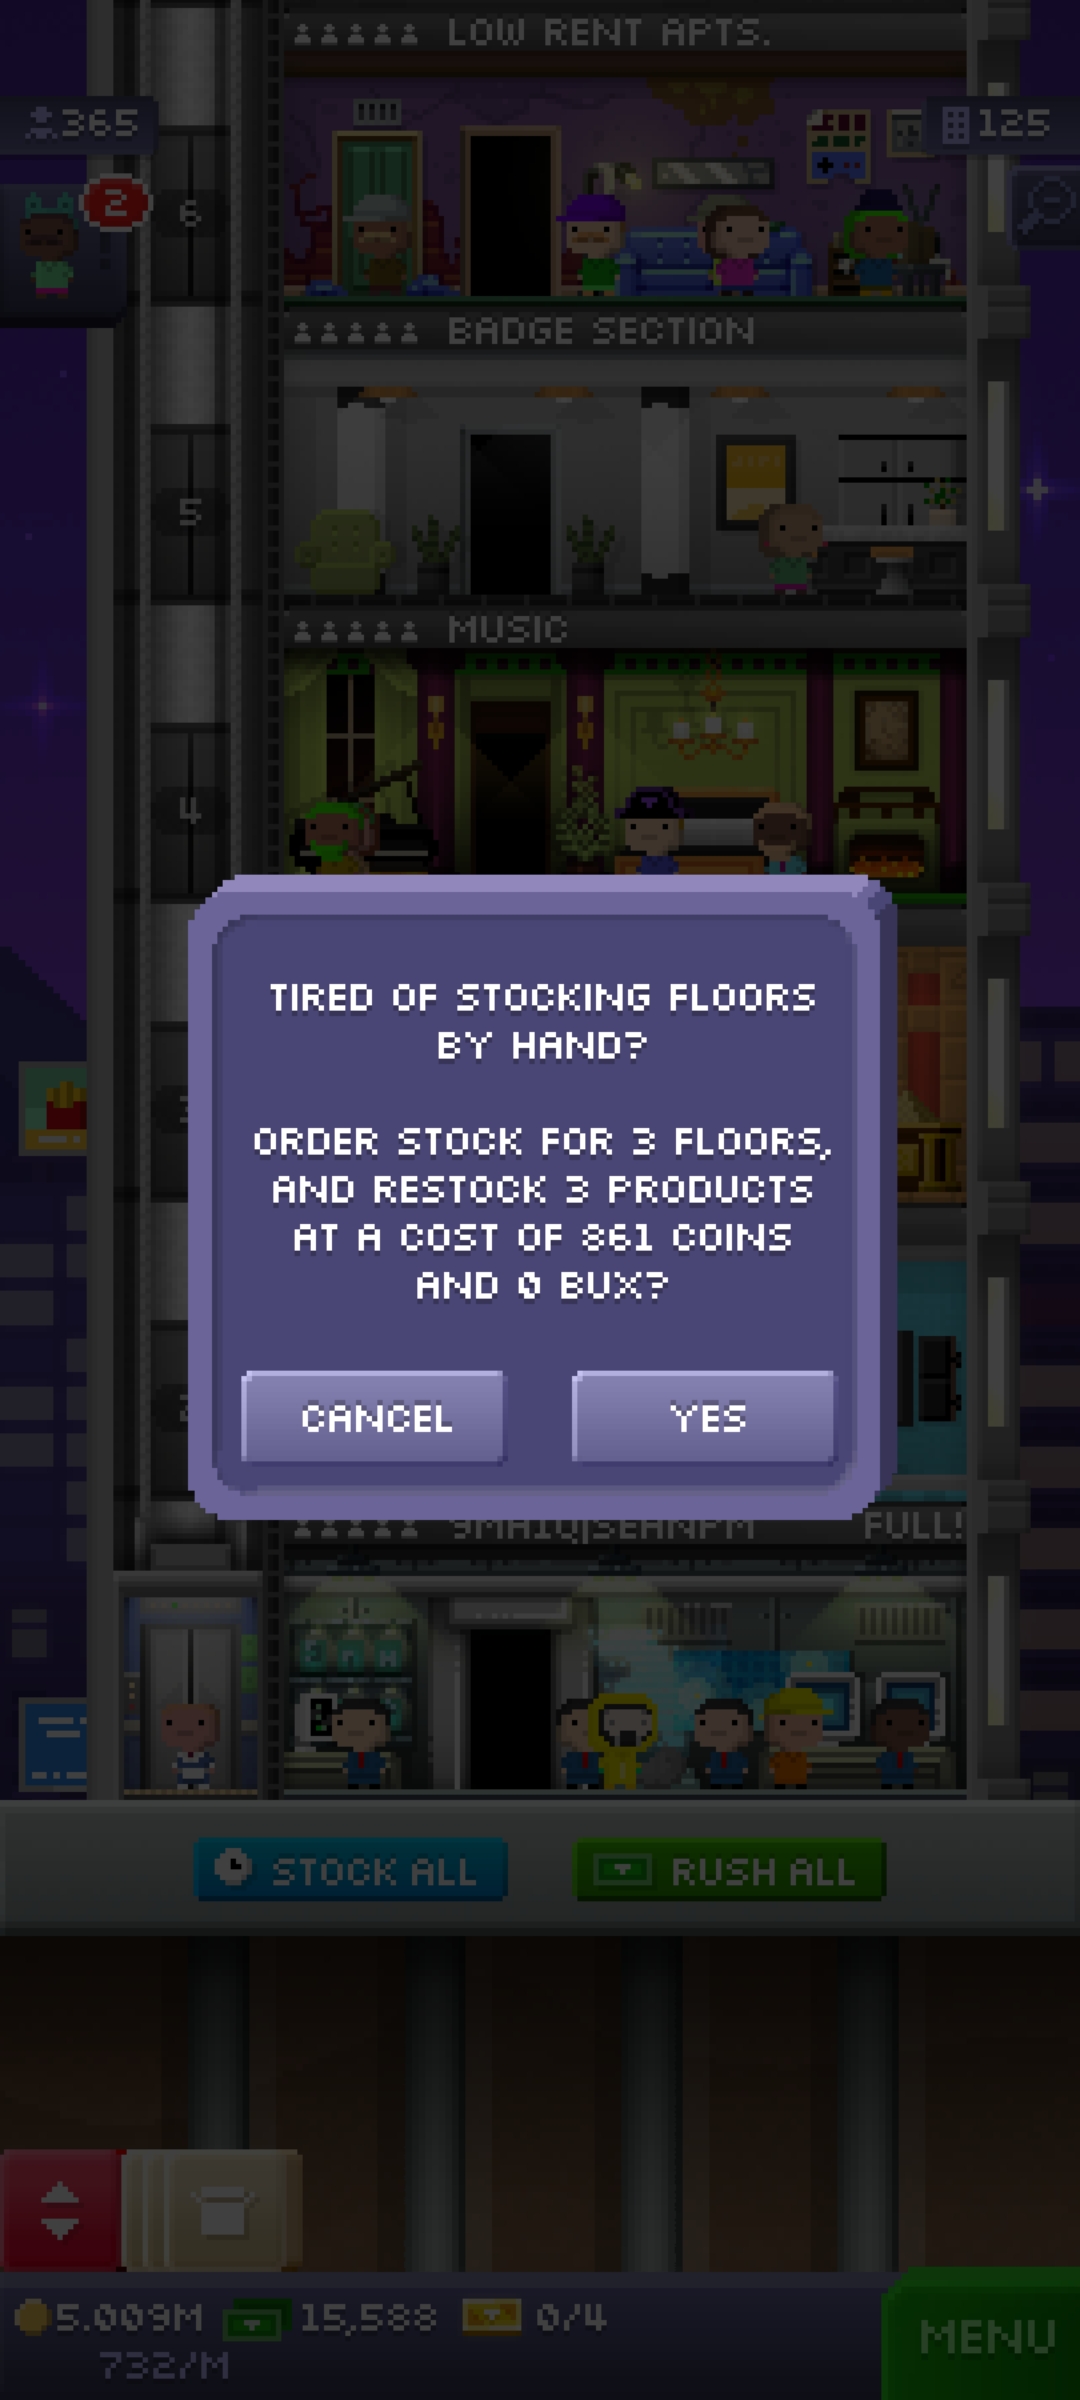 LOW RENT APTS.
365
125
2
6
BADGE SECTION
5
MUSIC
4
TIRED OF STOCKING FLOORS
BY HAND?
ORDER STOCK FOR 3 FLOORS,
AND RESTOCK 3 PRODUCTS
AT A COST OF 861 COINS
AND 0 BUX?
CANCEL
YES
FULL!
STOCK ALL
RUSH ALL
5.009M
15,588
0/4
732/M
MENU